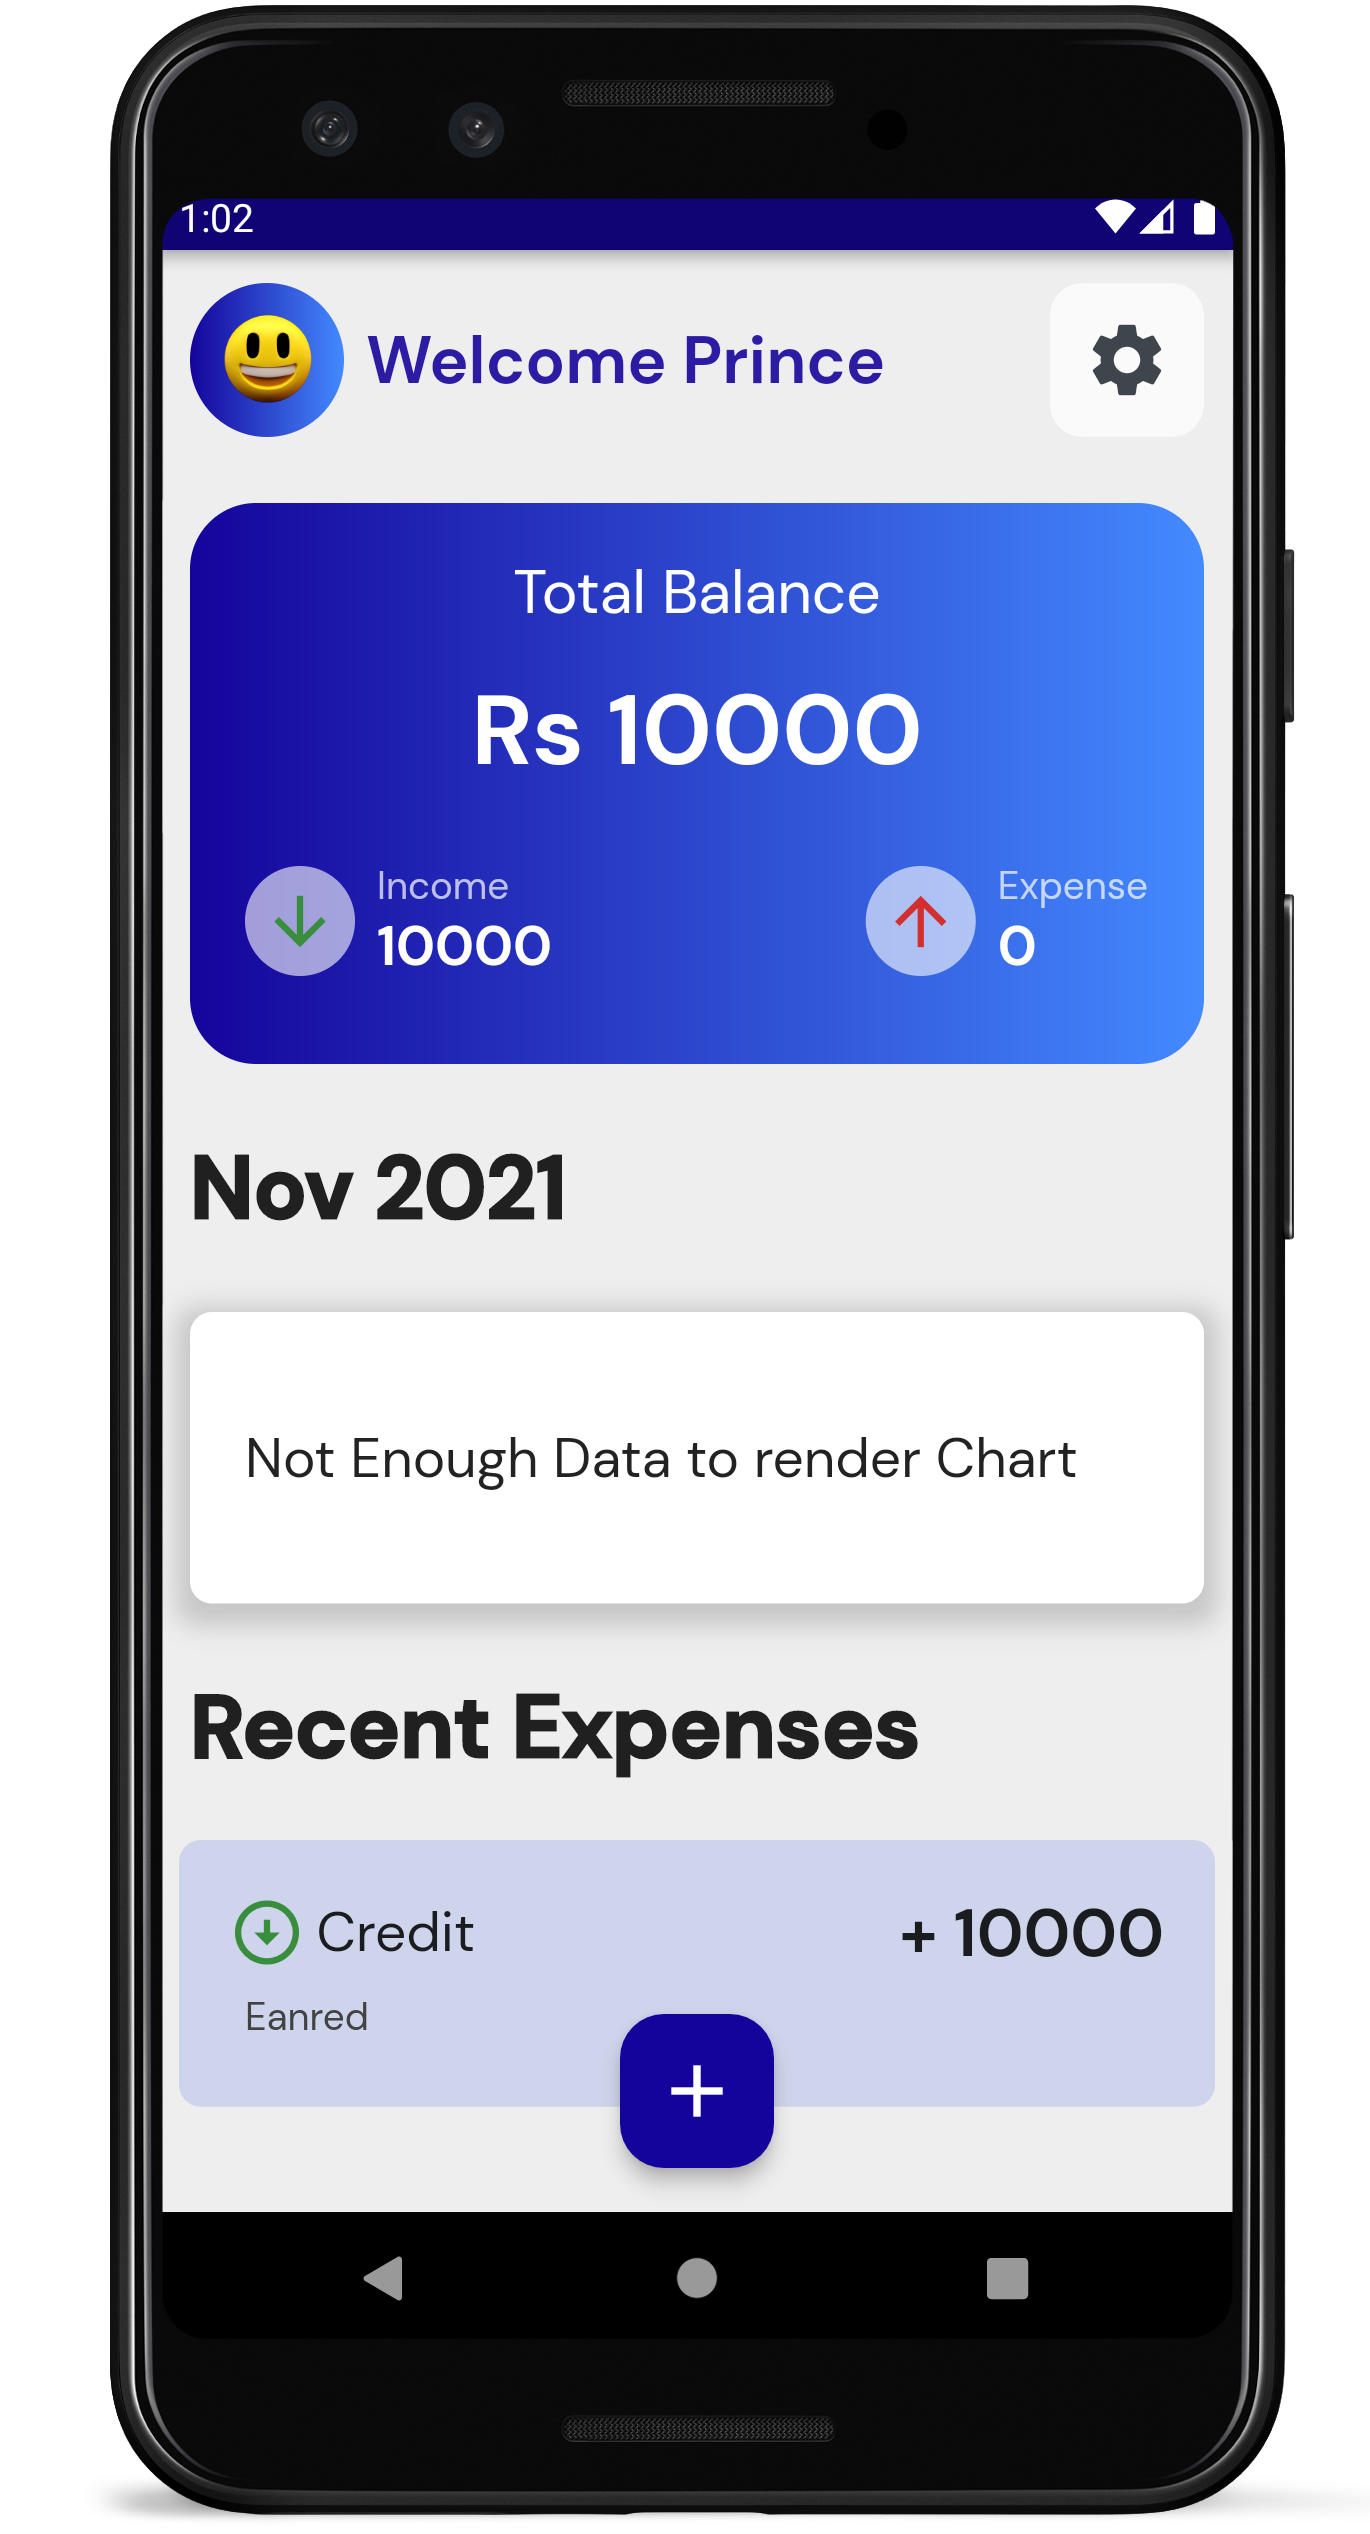 1:02
Welcome Prince
Total Balance
Rs 10000
Income
10000
Expense
0
Nov 2021
Not Enough Data to render Chart
Recent Expenses
Credit
+ 10000
Eanred
+